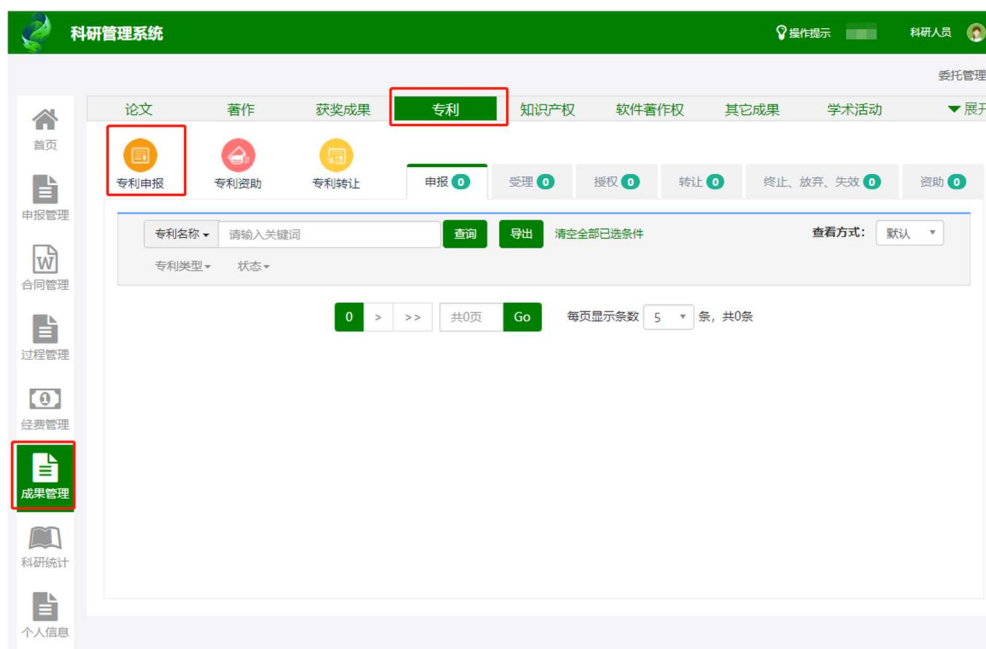 科研管理系统 操作提示 科研人员
委托管理
论文 著作 获奖成果 专利 知识产权 软件著作权 其它成果 学术活动 展开
首页
专利申报 专利资助 专利转让 申报 0 受理 0 授权 0 转让 0 终止、放弃、失效 0 资助 0
申报管理
专利名称 请输入关键词 查询 导出 清空全部已选条件 查看方式: 默认
专利类型 状态
合同管理
0 > >> 共0页 Go 每页显示条数 5 条, 共0条
过程管理
经费管理
成果管理
科研统计
个人信息